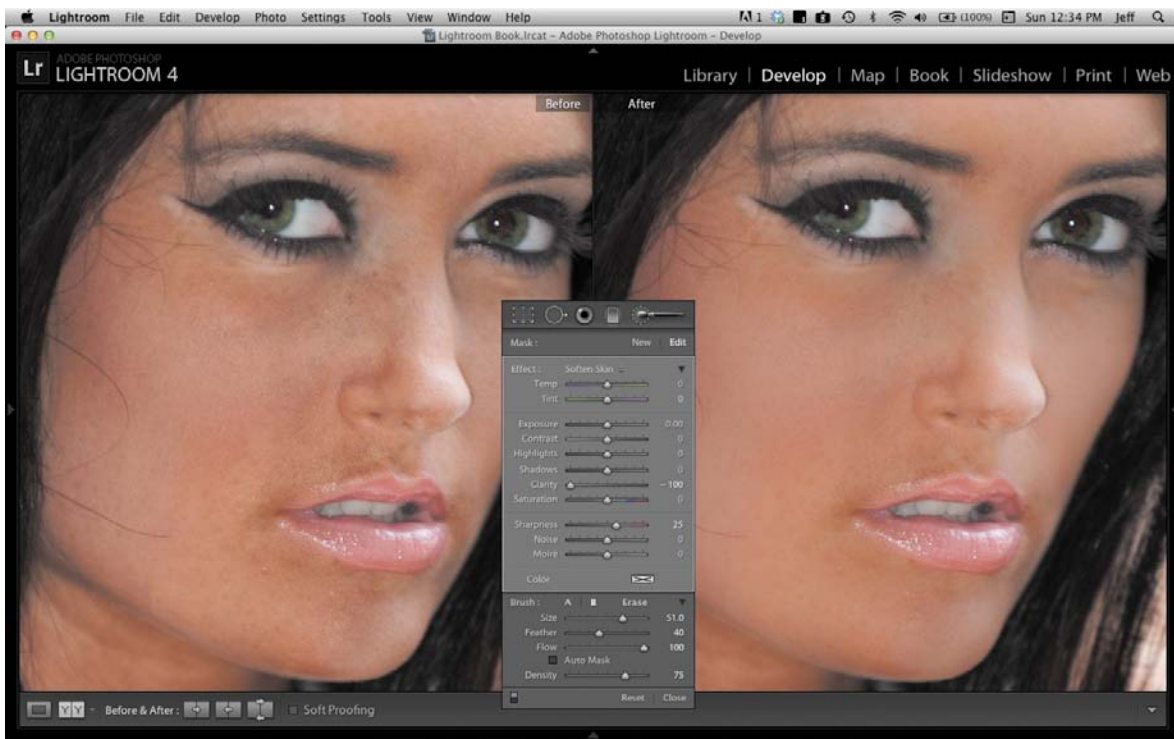 Lightroom File Edit Develop Photo Settings Tools View Window Help 1 (100%) Sun 12:34 PM Jeff
Lightroom Book.lrcat – Adobe Photoshop Lightroom – Develop
Lr ADOBE PHOTOSHOP
LIGHTROOM 4
Library | Develop | Map | Book | Slideshow | Print | Web
Before After
Mask : New Edit
Effect : Soften Skin
Temp 0
Tint 0
Exposure 0.00
Contrast 0
Highlights 0
Shadows 0
Clarity – 100
Saturation 0
Sharpness 25
Noise 0
Moire 0
Color
Brush : A B Erase
Size 51.0
Feather 40
Flow 100
Auto Mask
Density 75
Reset Close
Y Y Before & After : Soft Proofing